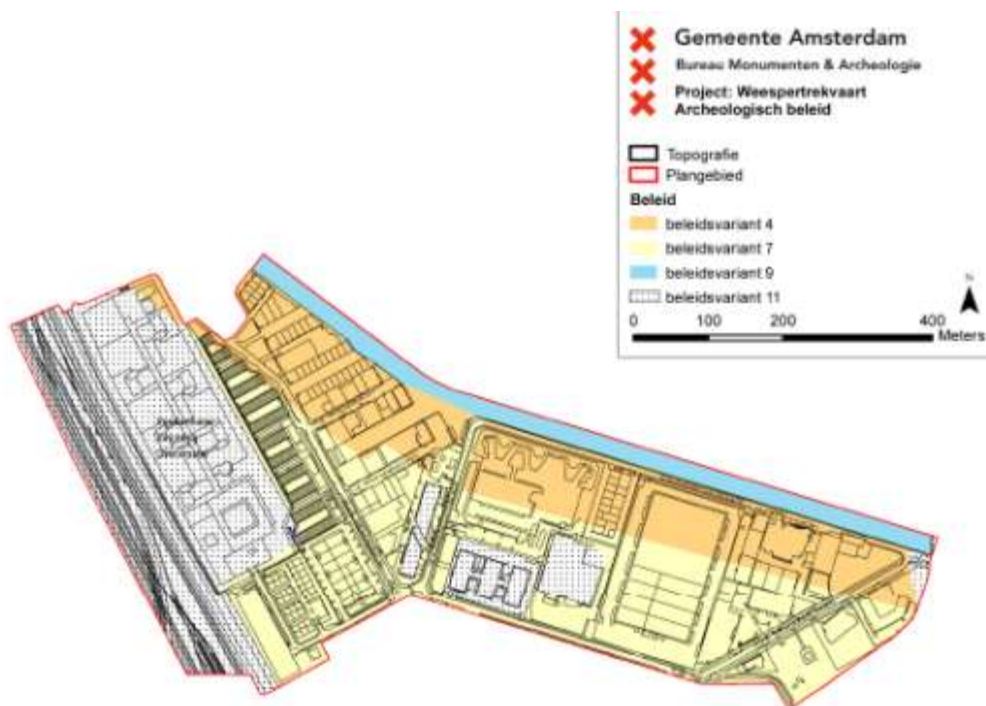 Gemeente Amsterdam
Bureau Monumenten & Archeologie
Project: Weespertrekvaart
Archeologisch beleid
Topografie
Plangebied
Beleid
beleidsvariant 4
beleidsvariant 7
beleidsvariant 9
beleidsvariant 11
N
0 100 200 400
Meters